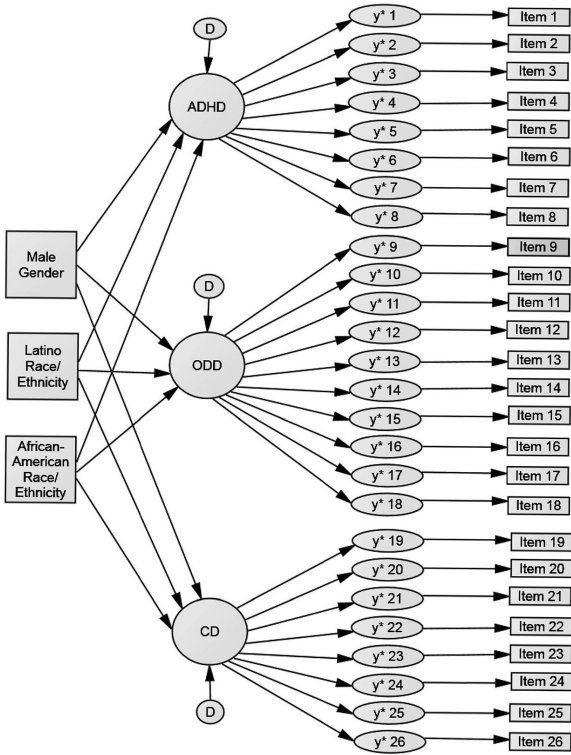 D
ADHD
y* 1
Item 1
y* 2
Item 2
y* 3
Item 3
y* 4
Item 4
y* 5
Item 5
y* 6
Item 6
y* 7
Item 7
y* 8
Item 8
Male
Gender
Latino
Race/
Ethnicity
African-
American
Race/
Ethnicity
D
ODD
y* 9
Item 9
y* 10
Item 10
y* 11
Item 11
y* 12
Item 12
y* 13
Item 13
y* 14
Item 14
y* 15
Item 15
y* 16
Item 16
y* 17
Item 17
y* 18
Item 18
CD
D
y* 19
Item 19
y* 20
Item 20
y* 21
Item 21
y* 22
Item 22
y* 23
Item 23
y* 24
Item 24
y* 25
Item 25
y* 26
Item 26